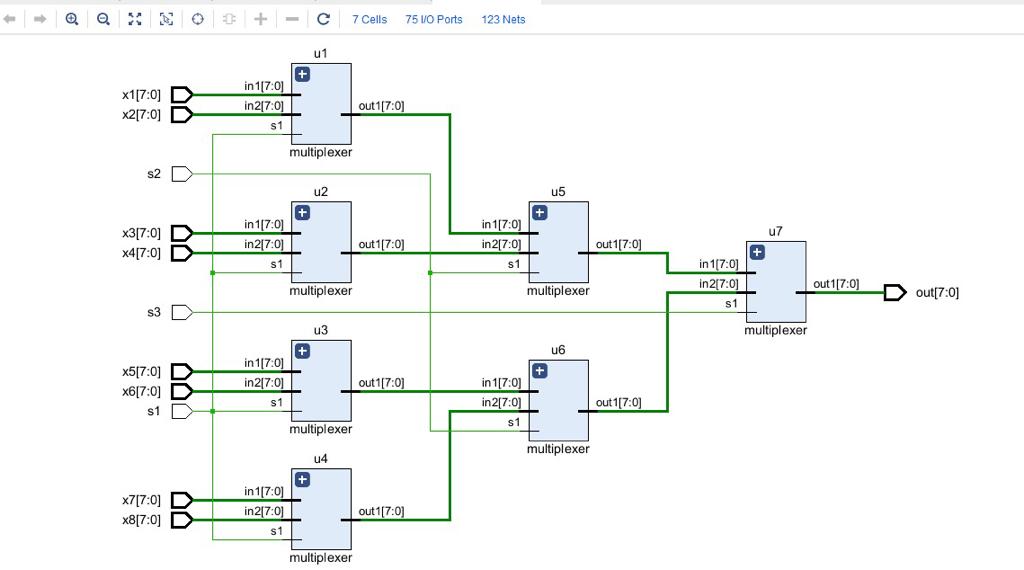 7 Cells 75 I/O Ports 123 Nets
u1
x1[7:0] in1[7:0]
x2[7:0] in2[7:0] out1[7:0]
s1
multiplexer
s2
u2 u5
x3[7:0] in1[7:0] in1[7:0]
x4[7:0] in2[7:0] out1[7:0] in2[7:0] out1[7:0]
s1 s1
multiplexer multiplexer
u7
in1[7:0]
in2[7:0] out1[7:0] out[7:0]
s3 s1
multiplexer
u3 u6
x5[7:0] in1[7:0]
x6[7:0] in2[7:0] out1[7:0] in1[7:0]
s1 s1 in2[7:0] out1[7:0]
multiplexer s1
multiplexer
u4
x7[7:0] in1[7:0]
x8[7:0] in2[7:0] out1[7:0]
s1
multiplexer